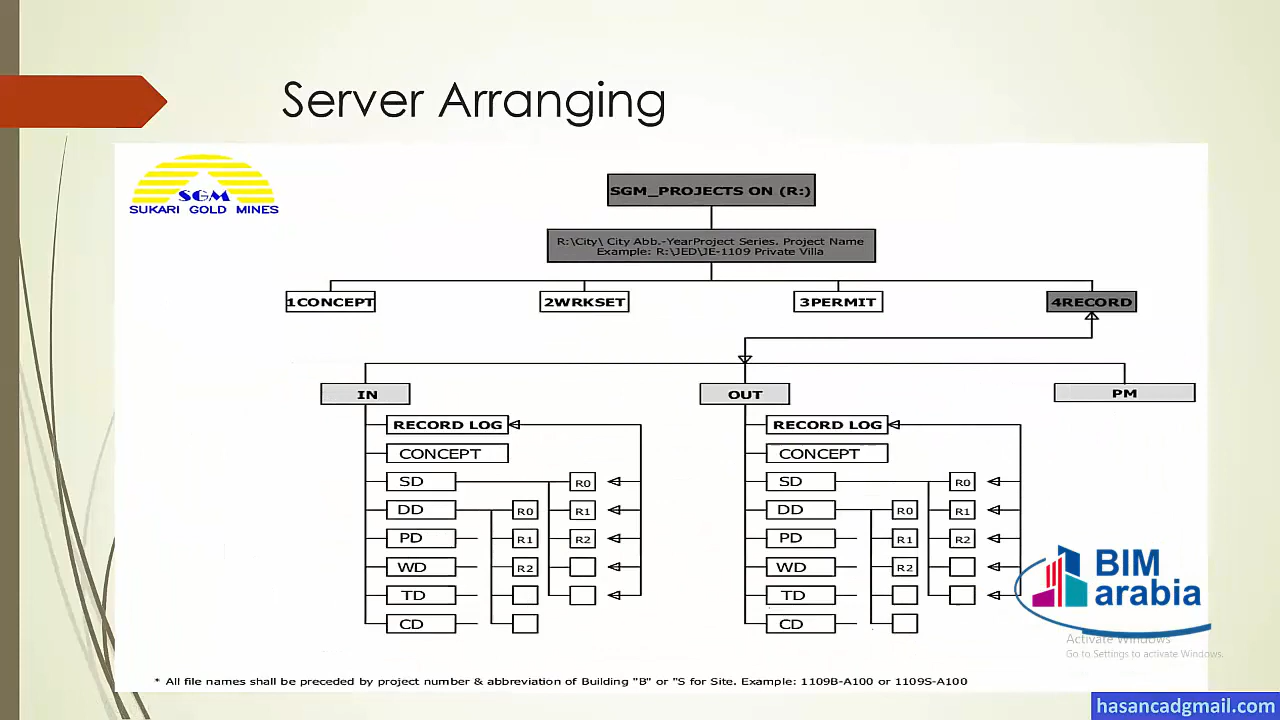 Server Arranging
SGM
SUKARI GOLD MINES
SGM_PROJECTS ON (R:)
R:\City\ City Abb.-YearProject Series. Project Name
Example: R:\JED\JE-1109 Private Villa
1CONCEPT
2WRKSET
3PERMIT
4RECORD
IN
OUT
PM
RECORD LOG
CONCEPT
SD
R0
DD
R0
R1
PD
R1
R2
WD
R2
TD
CD
RECORD LOG
CONCEPT
SD
R0
DD
R0
R1
PD
R1
R2
WD
R2
TD
CD
BIM
arabia
Activate Windows
Go to Settings to activate Windows.
* All file names shall be preceded by project number & abbreviation of Building "B" or "S for Site. Example: 1109B-A100 or 1109S-A100
hasancadgmail.com